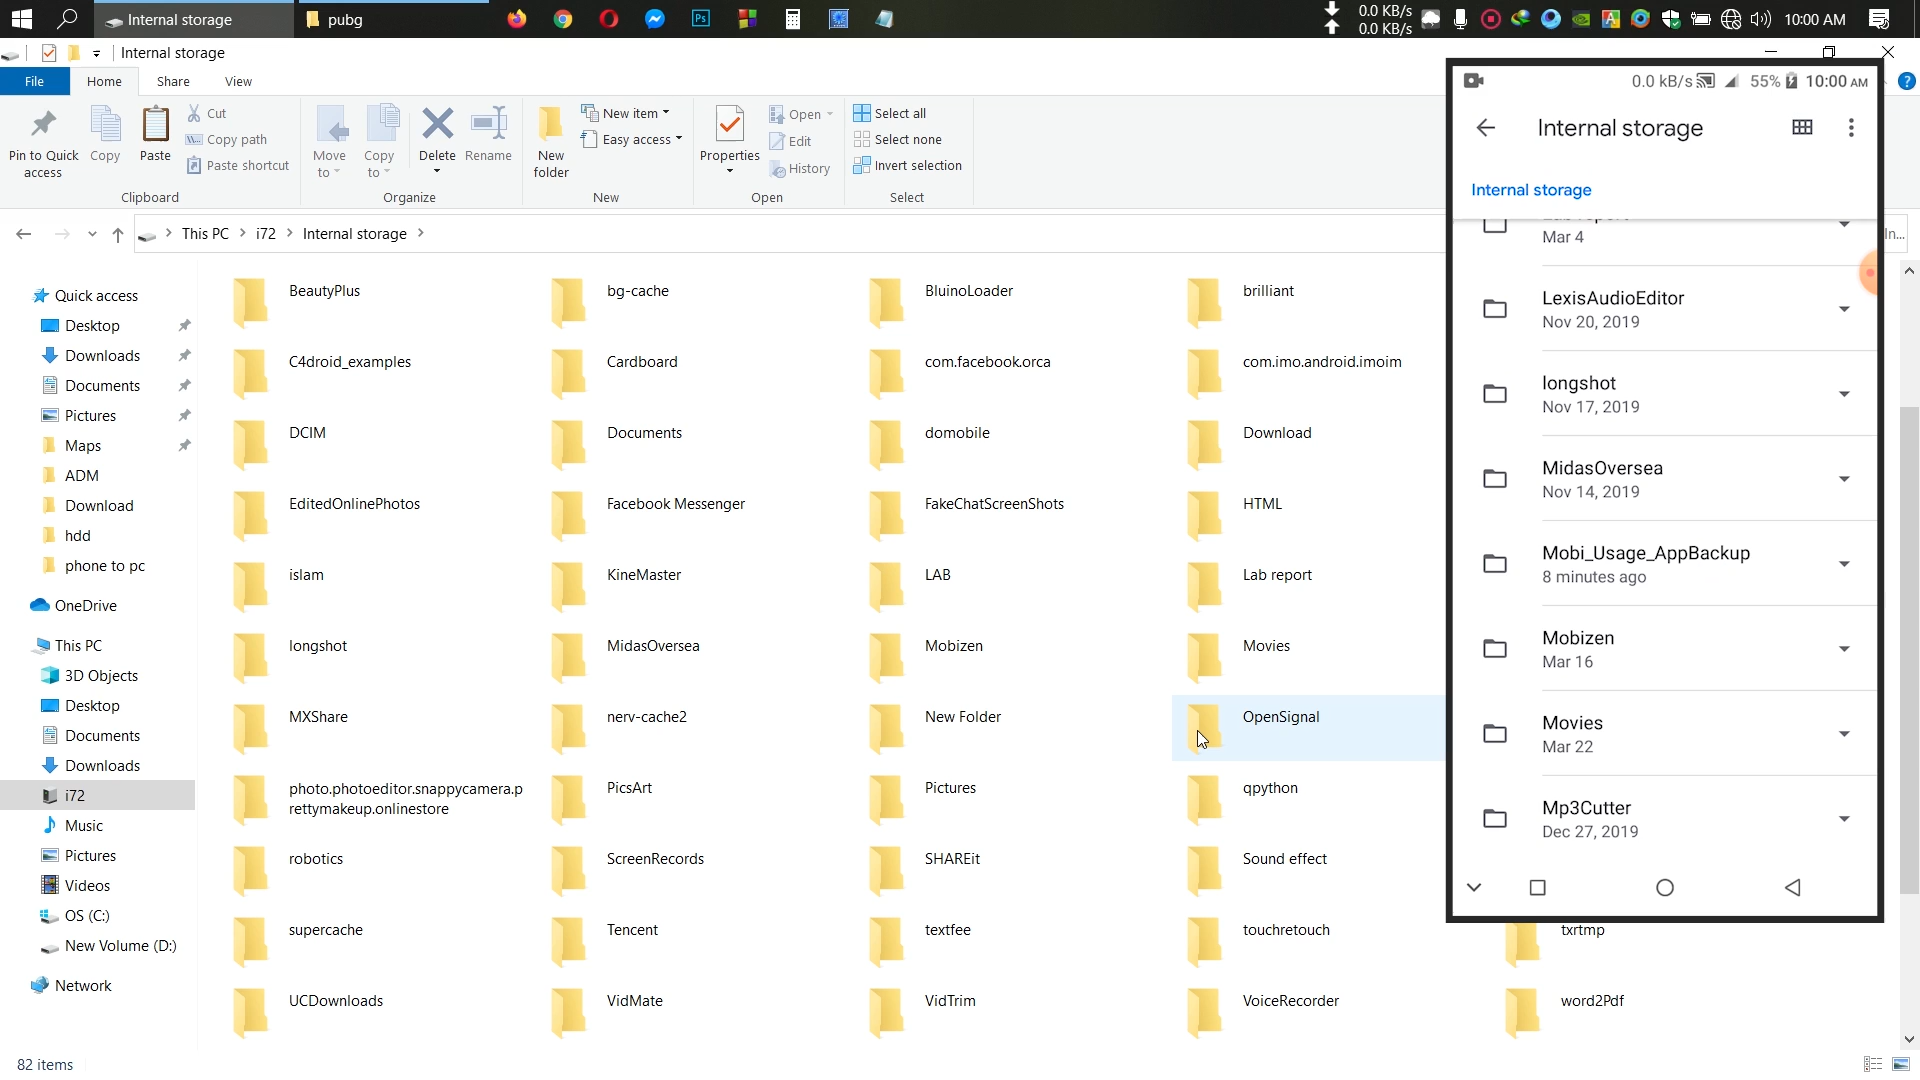 Internal storage
pubg
Ps
0.0 KB/s
0.0 KB/s
10:00 AM
Internal storage
File
Home
Share
View
Pin to Quick access
Copy
Paste
Cut
Copy path
Paste shortcut
Clipboard
Move to
Copy to
Delete
Rename
Organize
New folder
New item
Easy access
New
Properties
Open
Edit
History
Open
Select all
Select none
Invert selection
Select
This PC
i72
Internal storage
In...
Quick access
Desktop
Downloads
Documents
Pictures
Maps
ADM
Download
hdd
phone to pc
OneDrive
This PC
3D Objects
Desktop
Documents
Downloads
i72
Music
Pictures
Videos
OS (C:)
New Volume (D:)
Network
BeautyPlus
bg-cache
BluinoLoader
brilliant
C4droid_examples
Cardboard
com.facebook.orca
com.imo.android.imoim
DCIM
Documents
domobile
Download
EditedOnlinePhotos
Facebook Messenger
FakeChatScreenShots
HTML
islam
KineMaster
LAB
Lab report
longshot
MidasOversea
Mobizen
Movies
MXShare
nerv-cache2
New Folder
OpenSignal
photo.photoeditor.snappycamera.p
rettymakeup.onlinestore
PicsArt
Pictures
qpython
robotics
ScreenRecords
SHAREit
Sound effect
supercache
Tencent
textfee
touchretouch
txrtmp
UCDownloads
VidMate
VidTrim
VoiceRecorder
word2Pdf
82 items
0.0 kB/s
55%
10:00 AM
Internal storage
Internal storage
Mar 4
LexisAudioEditor
Nov 20, 2019
longshot
Nov 17, 2019
MidasOversea
Nov 14, 2019
Mobi_Usage_AppBackup
8 minutes ago
Mobizen
Mar 16
Movies
Mar 22
Mp3Cutter
Dec 27, 2019